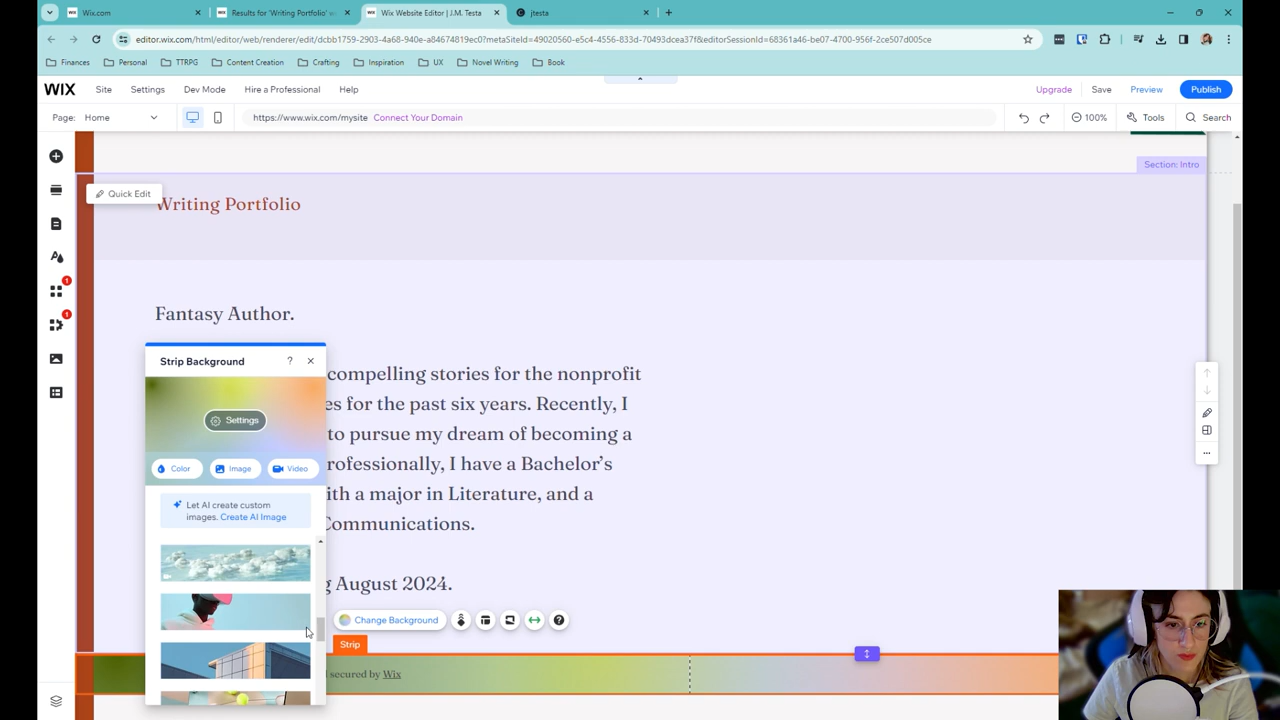 Wix.com
Results for 'Writing Portfolio' w
Wix Website Editor | J.M. Testa
jtesta
editor.wix.com/html/editor/web/renderer/edit/dcbb1759-2903-4a68-940e-a84674819ec0?metaSiteId=49020560-e5c4-4556-833d-70493dcea37f&editorSessionId=68361a46-be07-4700-956f-2ce507d005ce
Finances
Personal
TTRPG
Content Creation
Crafting
Inspiration
UX
Novel Writing
Book
WIX
Site
Settings
Dev Mode
Hire a Professional
Help
Upgrade
Save
Preview
Publish
Page: Home
https://www.wix.com/mysite Connect Your Domain
100%
Tools
Search
Section: Intro
Quick Edit
Writing Portfolio
Fantasy Author.
Strip Background
?
Settings
Color
Image
Video
Let AI create custom
images. Create AI Image
compelling stories for the nonprofit
es for the past six years. Recently, I
to pursue my dream of becoming a
rofessionally, I have a Bachelor's
ith a major in Literature, and a
Communications.
g August 2024.
1
1
Change Background
?
Strip
secured by Wix